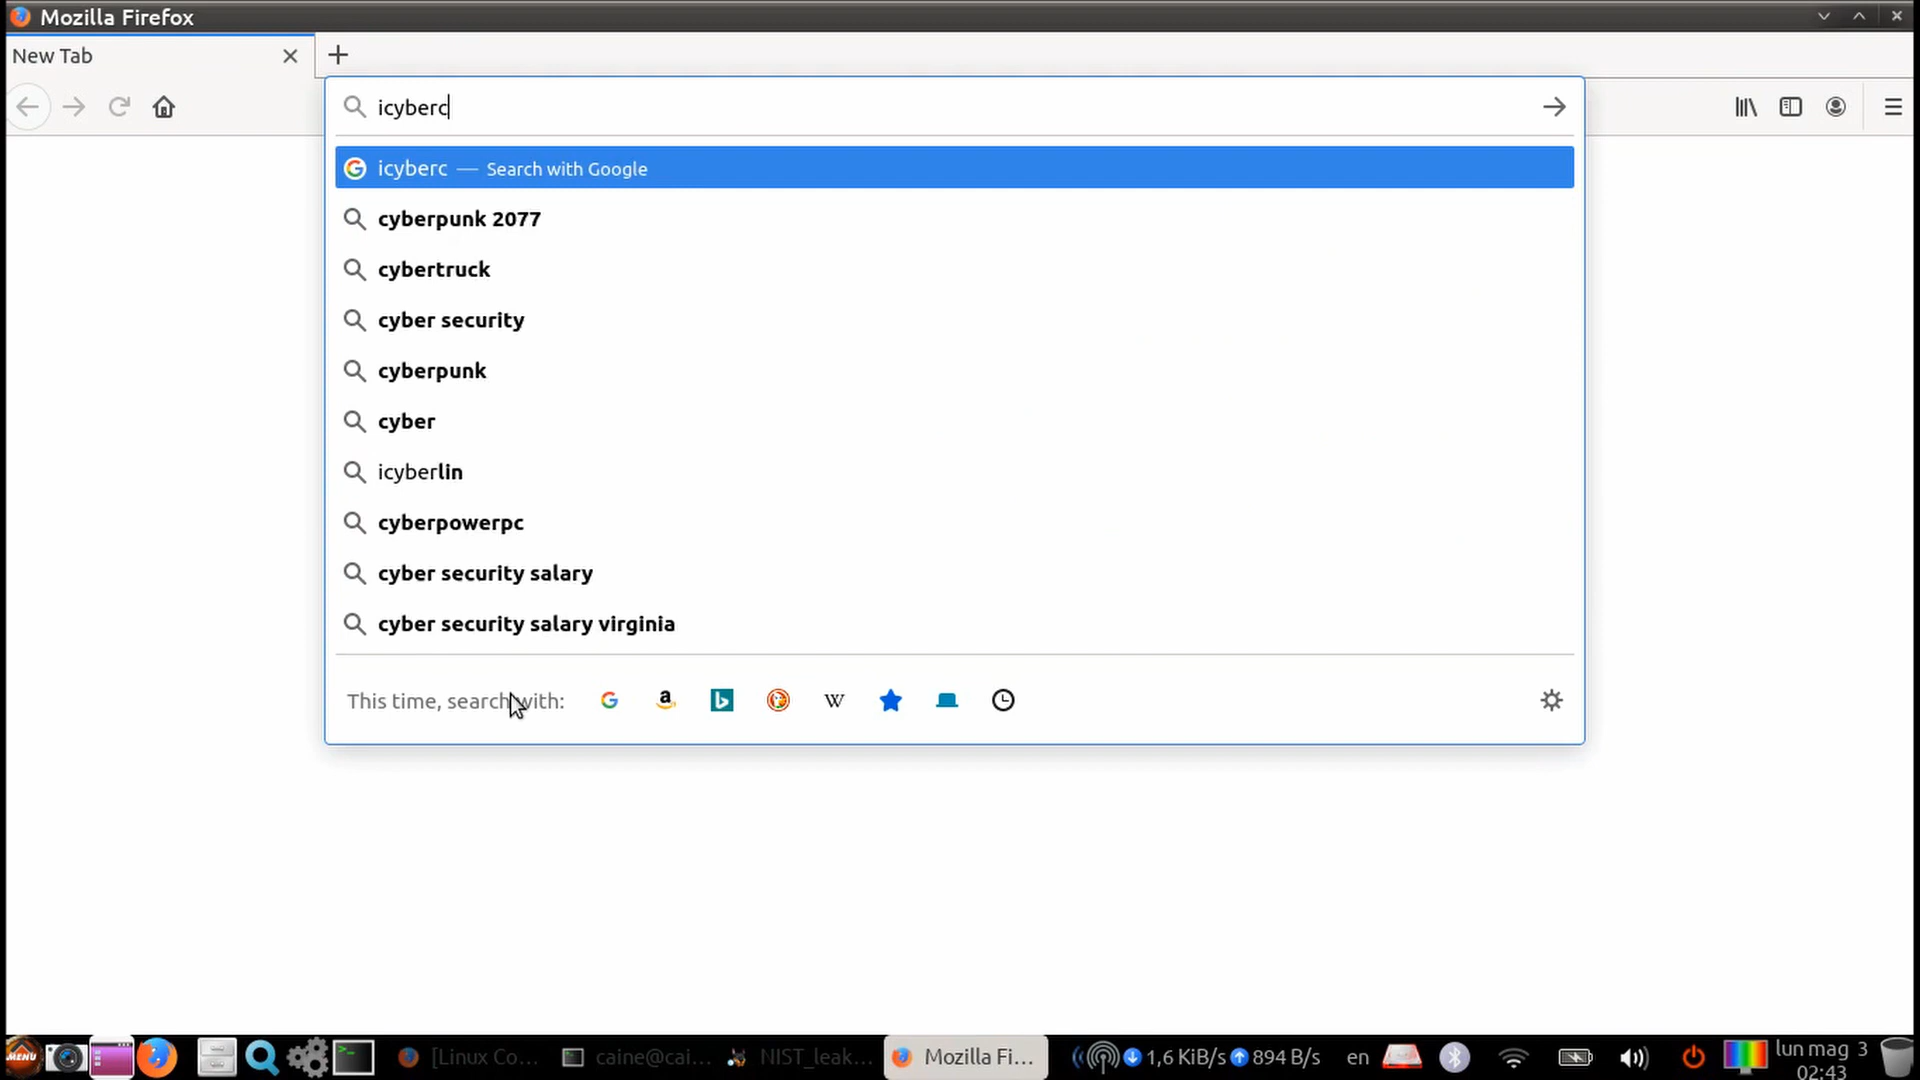 Mozilla Firefox
New Tab
icyberc
icyberc — Search with Google
cyberpunk 2077
cybertruck
cyber security
cyberpunk
cyber
icyberlin
cyberpowerpc
cyber security salary
cyber security salary virginia
This time, search with:
MENU
[Linux Co...
caine@cai...
NIST_leak...
Mozilla Fi...
1,6 KiB/s
894 B/s
en
lun mag 3
02:43